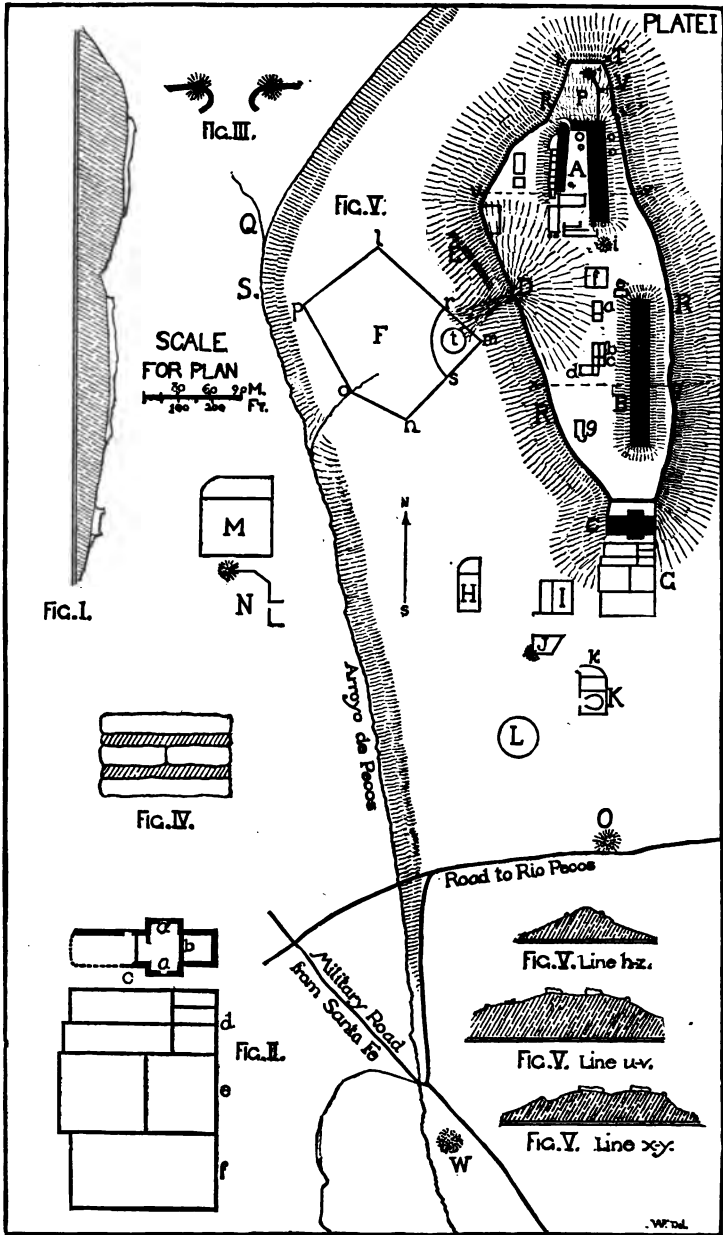 PLATE I
FIG. III.
FIG. V.
Q
S.
SCALE
FOR PLAN
30 60 90 M.
100 200 FT.
FIG. I.
l
p
F
r
t
m
s
o
n
T
V
P
R
A
i
f
D
e
a
R
b
c
d
B
R
g
E
G
M
N
N
S
H
I
J
k
K
L
Arroyo de Pecos
FIG. IV.
O
Road to Rio Pecos
Military Road
from Santa Fé
a
b
a
c
d
FIG. II.
e
f
FIG. V. Line h-z.
FIG. V. Line u-v.
FIG. V. Line x-y.
W